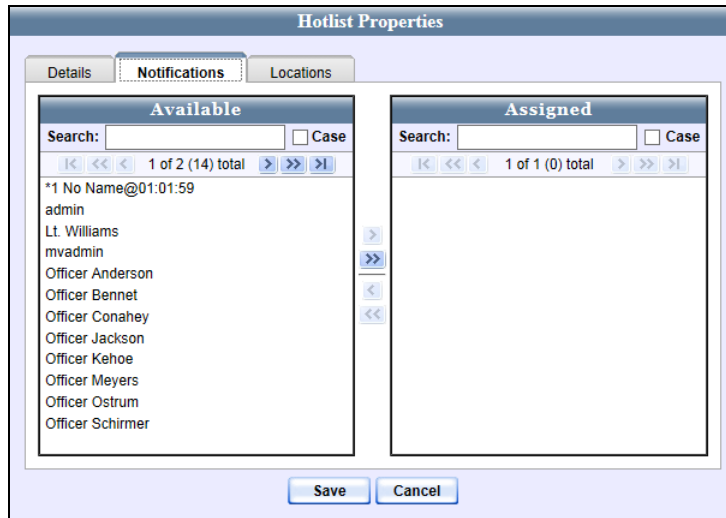 Hotlist Properties
Details Notifications Locations
Available
Search: Case
|< << < 1 of 2 (14) total > >> >|
*1 No Name@01:01:59
admin
Lt. Williams
mvadmin
Officer Anderson
Officer Bennet
Officer Conahey
Officer Jackson
Officer Kehoe
Officer Meyers
Officer Ostrum
Officer Schirmer
>
>>
<
<<
Assigned
Search: Case
|< << < 1 of 1 (0) total > >> >|
Save Cancel